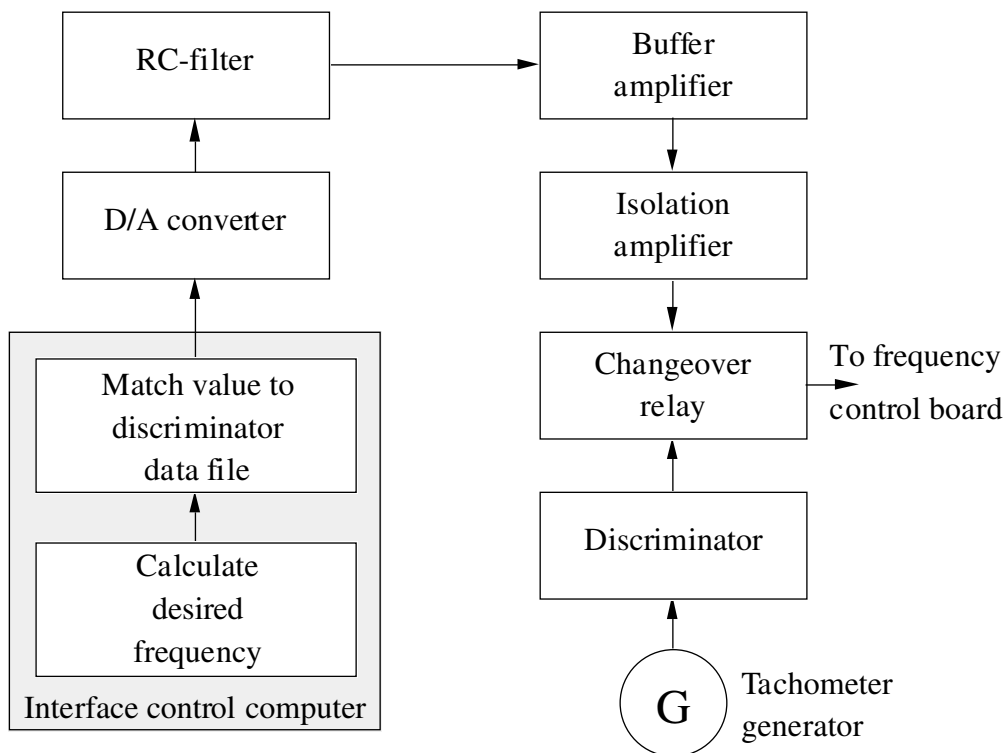 RC-filter
Buffer
amplifier
D/A converter
Isolation
amplifier
Match value to
discriminator
data file
Changeover
relay
To frequency
control board
Calculate
desired
frequency
Discriminator
Interface control computer
G
Tachometer
generator